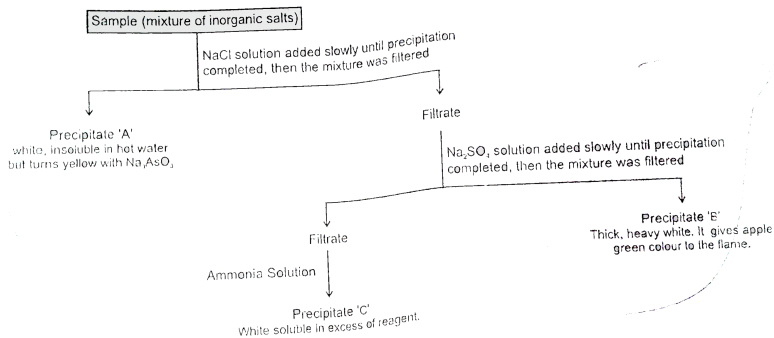 Sample (mixture of inorganic salts)
NaCl solution added slowly until precipitation
completed, then the mixture was filtered
Precipitate 'A'
white, insoluble in hot water
but turns yellow with Na₃AsO₃
Filtrate
Na₂SO₄ solution added slowly until precipitation
completed, then the mixture was filtered
Filtrate
Precipitate 'B'
Thick, heavy white. It gives apple
green colour to the flame.
Ammonia Solution
Precipitate 'C'
White soluble in excess of reagent.